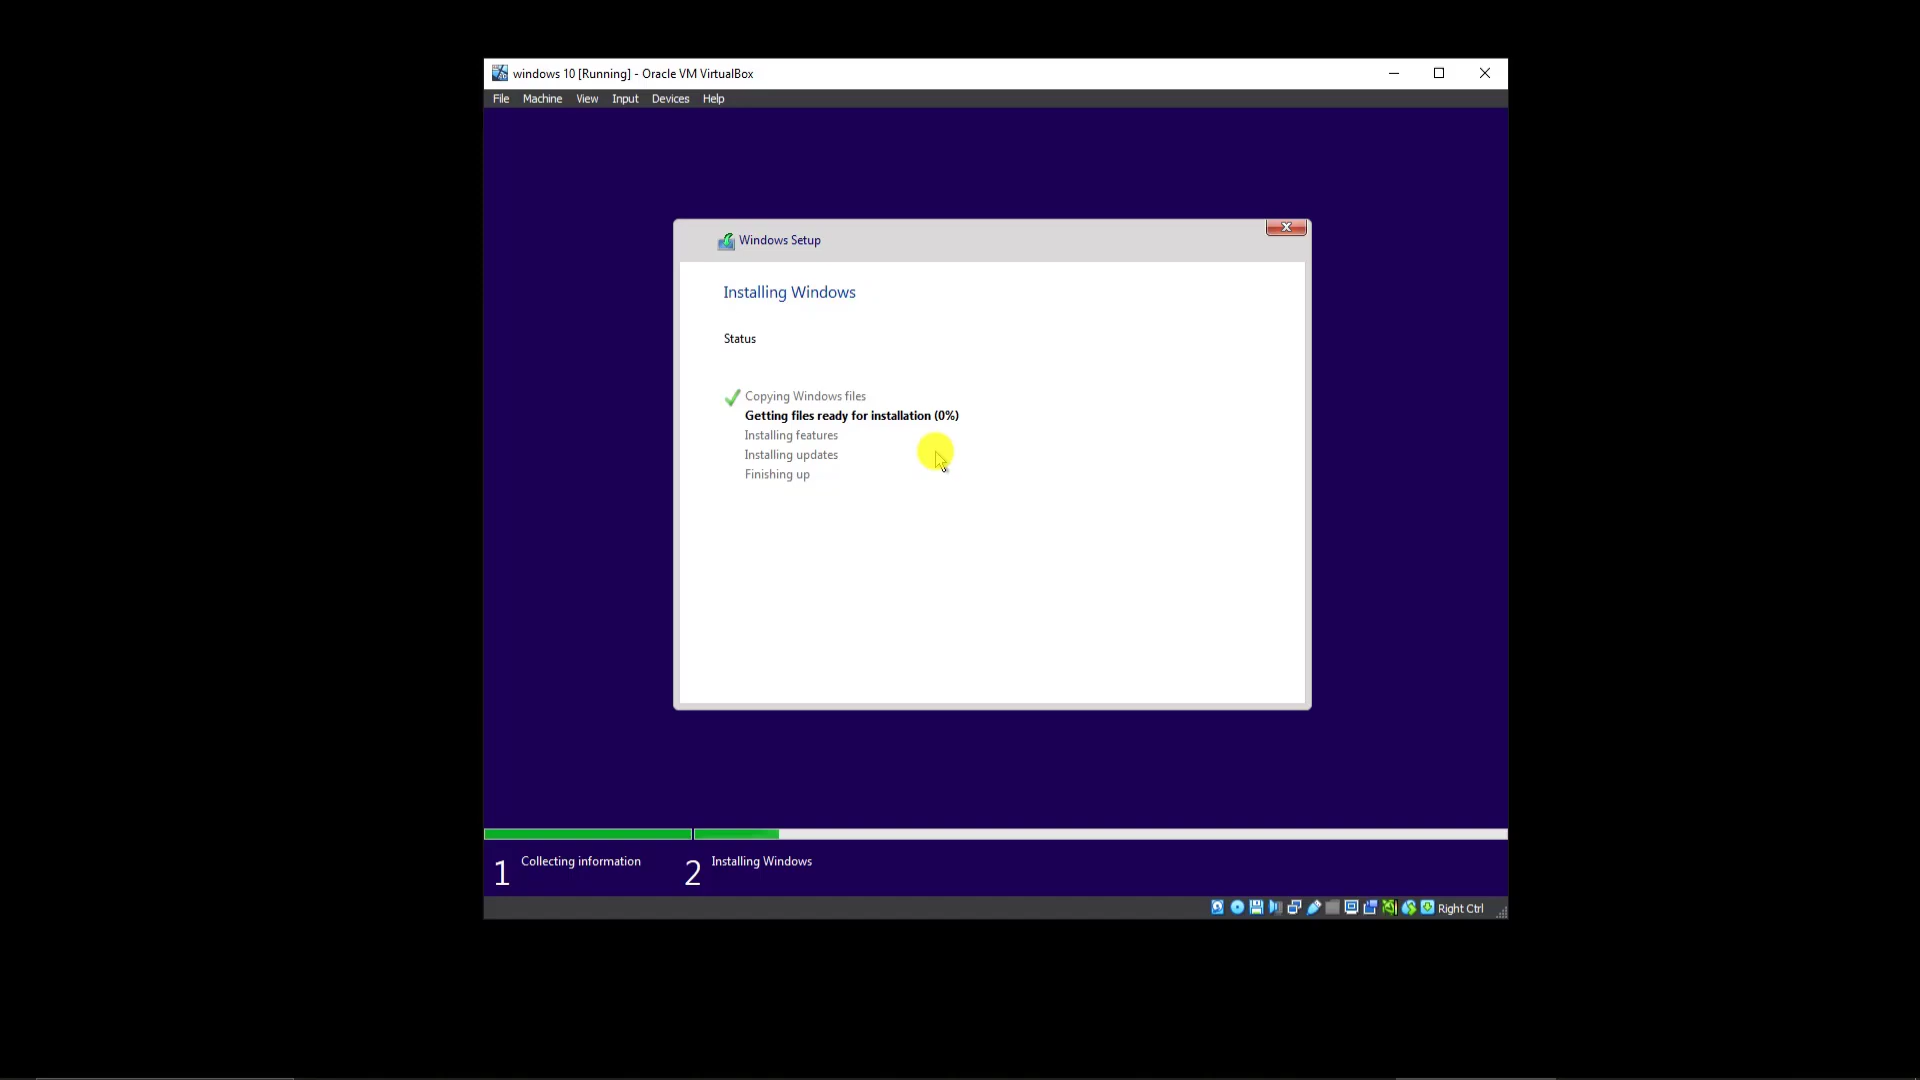 windows 10 [Running] - Oracle VM VirtualBox
File Machine View Input Devices Help
Windows Setup
Installing Windows
Status
Copying Windows files
Getting files ready for installation (0%)
Installing features
Installing updates
Finishing up
1 Collecting information 2 Installing Windows
Right Ctrl